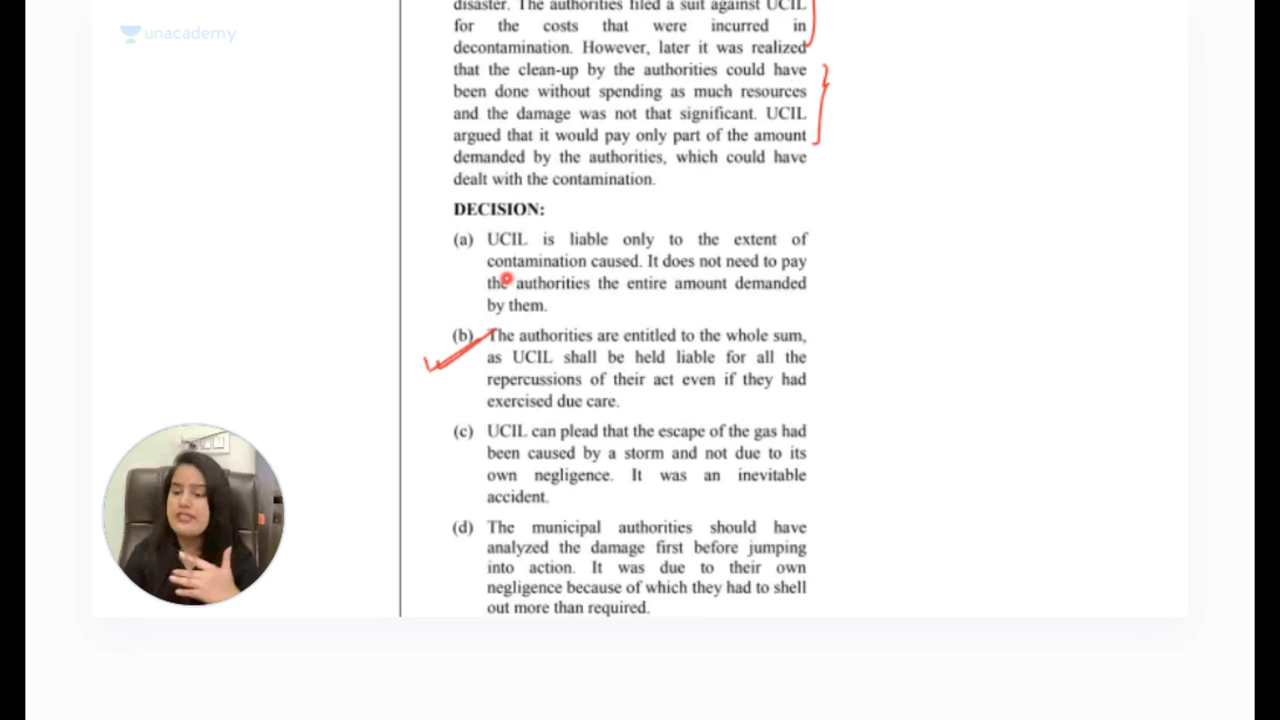 unacademy
disaster. The authorities filed a suit against UCIL
for the costs that were incurred in
decontamination. However, later it was realized
that the clean-up by the authorities could have
been done without spending as much resources
and the damage was not that significant. UCIL
argued that it would pay only part of the amount
demanded by the authorities, which could have
dealt with the contamination.
DECISION:
(a) UCIL is liable only to the extent of
contamination caused. It does not need to pay
the authorities the entire amount demanded
by them.
(b) The authorities are entitled to the whole sum,
as UCIL shall be held liable for all the
repercussions of their act even if they had
exercised due care.
(c) UCIL can plead that the escape of the gas had
been caused by a storm and not due to its
own negligence. It was an inevitable
accident.
(d) The municipal authorities should have
analyzed the damage first before jumping
into action. It was due to their own
negligence because of which they had to shell
out more than required.